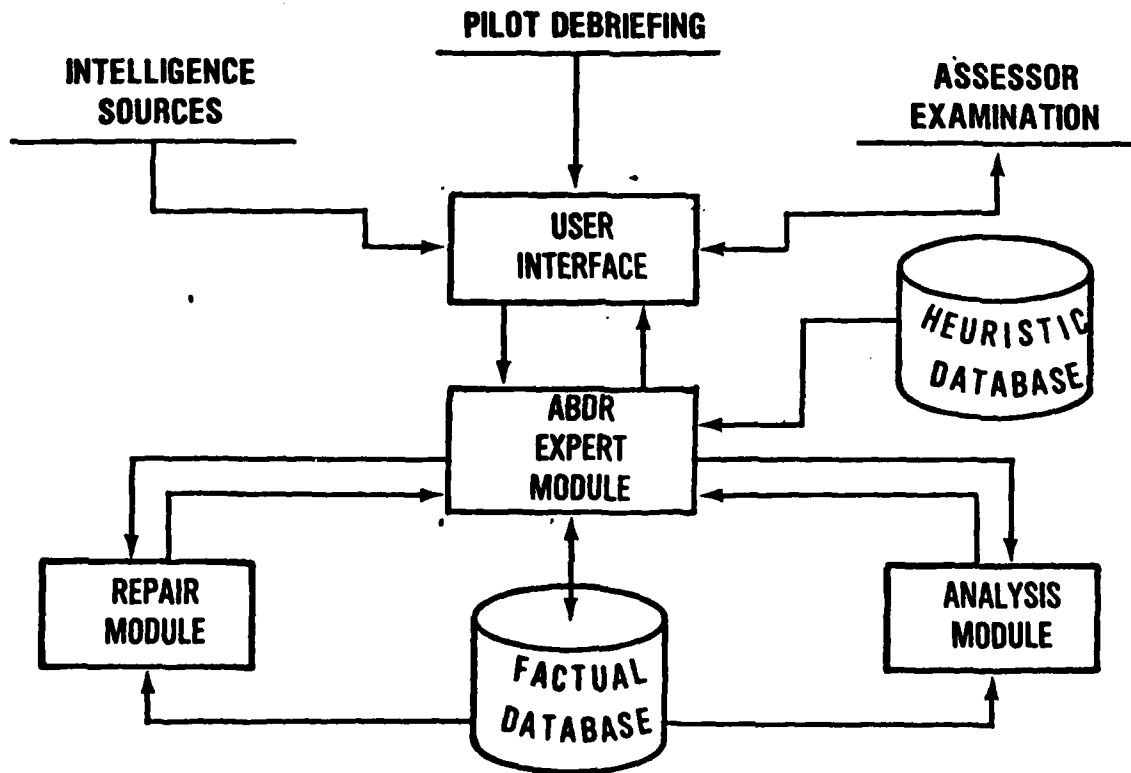 PILOT DEBRIEFING
INTELLIGENCE
SOURCES
ASSESSOR
EXAMINATION
USER
INTERFACE
HEURISTIC
DATABASE
ABDR
EXPERT
MODULE
REPAIR
MODULE
ANALYSIS
MODULE
FACTUAL
DATABASE